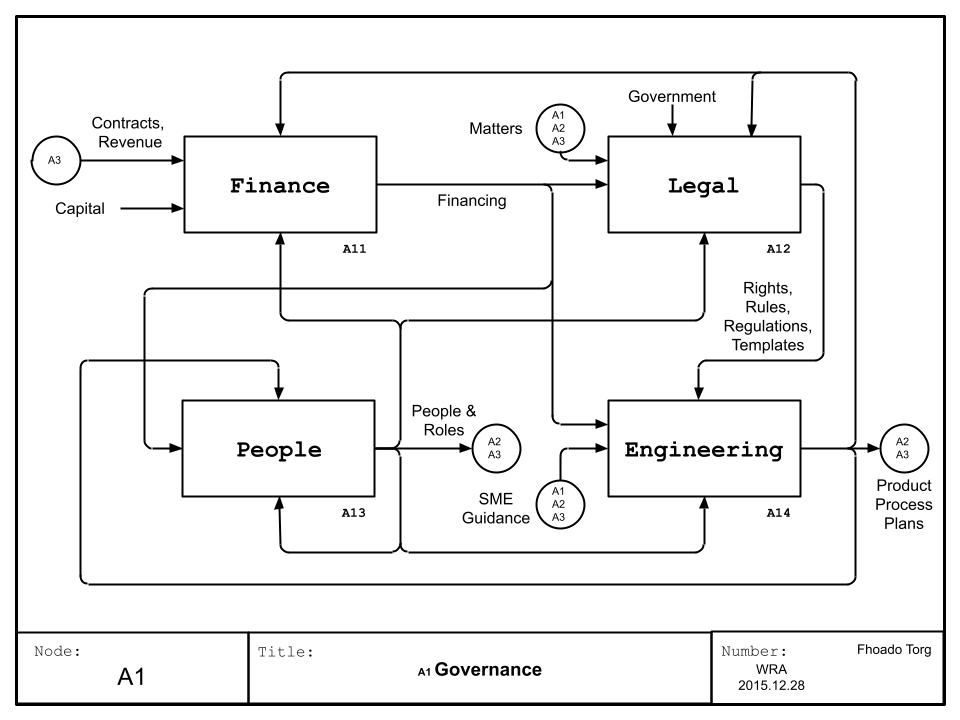 Government
A1
A2
A3
Matters
Contracts,
Revenue
A3
Finance
Legal
Capital
Financing
A11
A12
Rights,
Rules,
Regulations,
Templates
People &
Roles
A2
A3
People
Engineering
A2
A3
SME
Guidance
A1
A2
A3
Product
Process
Plans
A13
A14
Node:
A1
Title:
A1 Governance
Number:
WRA
2015.12.28
Fhoado Torg